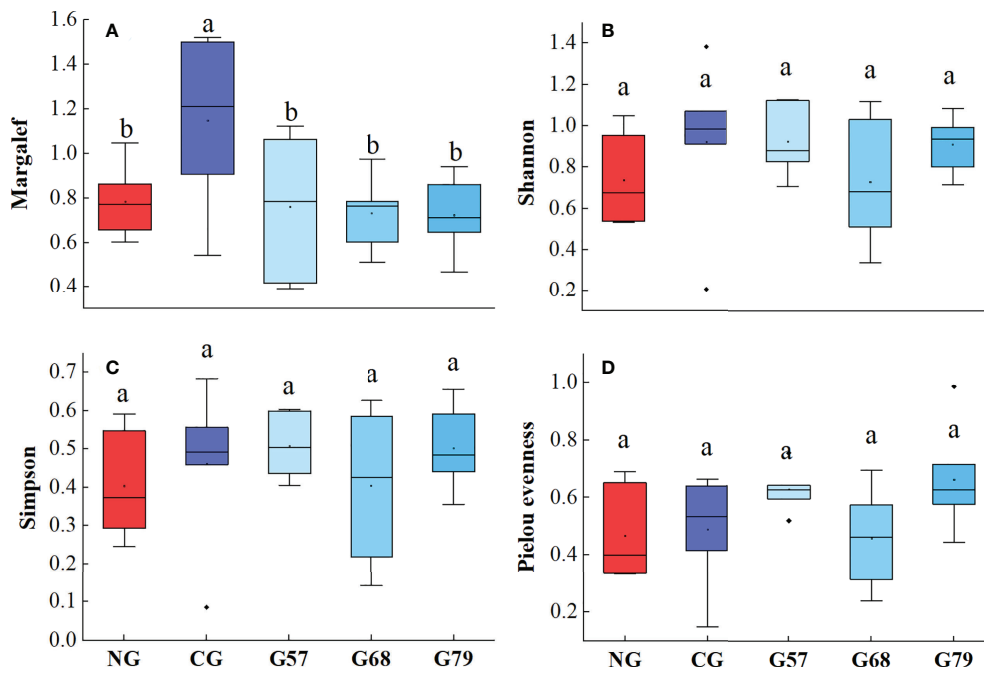 A
Margalef
1.6
1.4
1.2
1.0
0.8
0.6
0.4
b
a
b
b
b
B
Shannon
1.4
1.2
1.0
0.8
0.6
0.4
0.2
a
a
a
a
a
C
Simpson
0.7
0.6
0.5
0.4
0.3
0.2
0.1
0.0
a
a
a
a
a
NG CG G57 G68 G79
D
Pielou evenness
1.0
0.8
0.6
0.4
0.2
a
a
a
a
a
NG CG G57 G68 G79